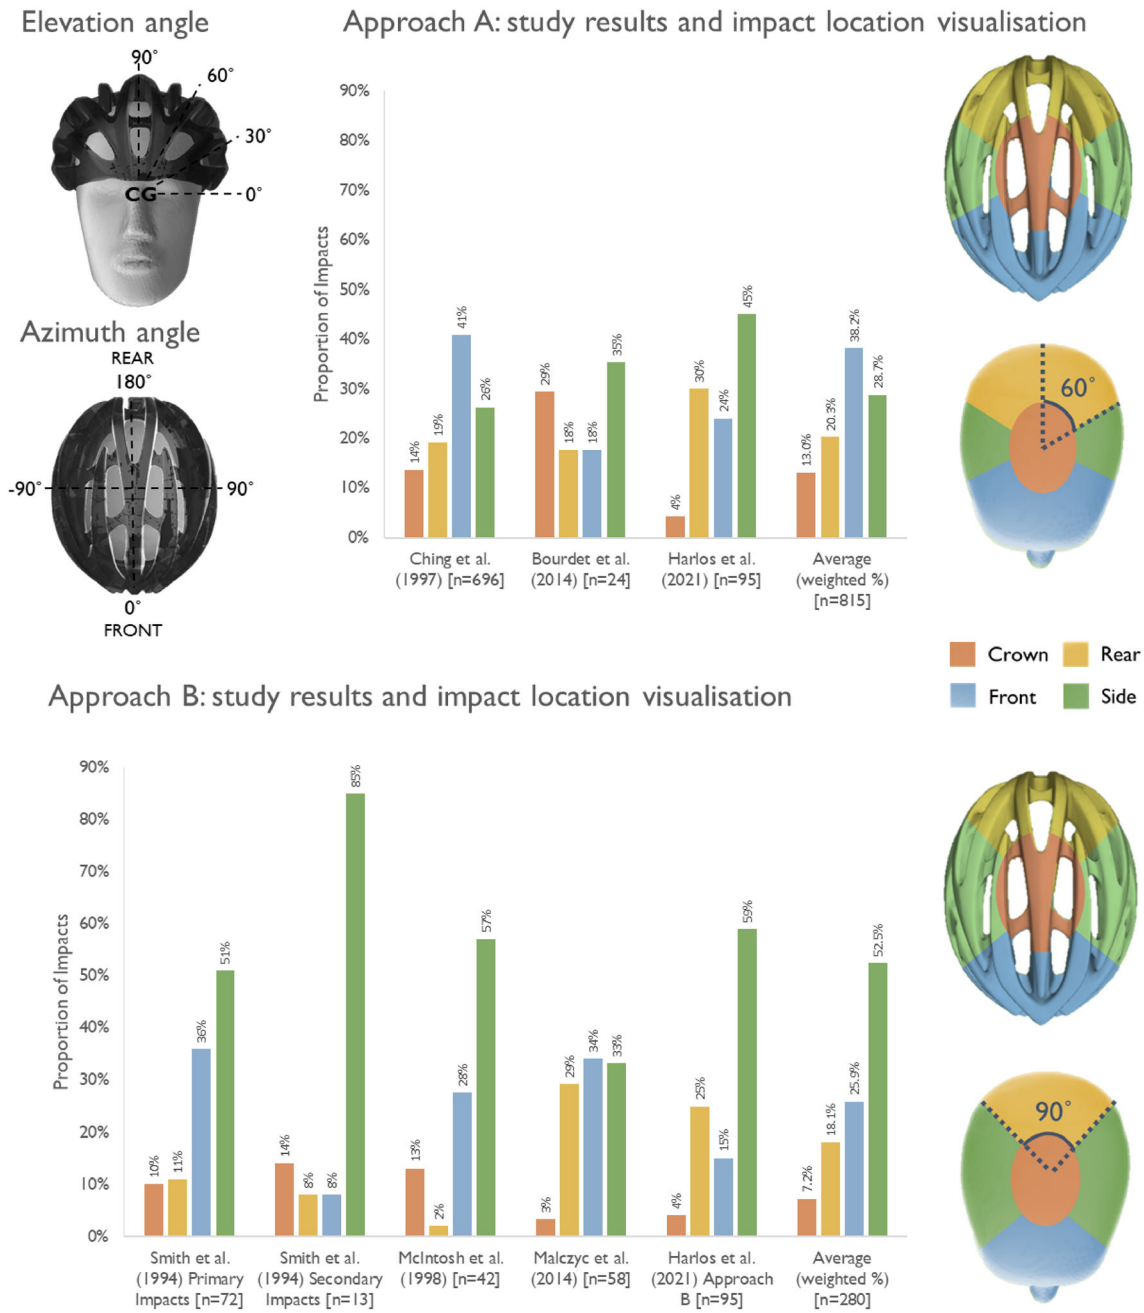 Elevation angle
90°
60°
30°
CG
0°
Azimuth angle
REAR
180°
-90°
90°
0°
FRONT
Approach A: study results and impact location visualisation
Proportion of Impacts
90%
80%
70%
60%
50%
40%
30%
20%
10%
0%
14%
19%
41%
26%
29%
18%
18%
35%
4%
30%
24%
45%
13.0%
20.3%
38.2%
28.7%
Ching et al.
(1997) [n=696]
Bourdet et al.
(2014) [n=24]
Harlos et al.
(2021) [n=95]
Average
(weighted %)
[n=815]
60°
Crown
Rear
Front
Side
Approach B: study results and impact location visualisation
Proportion of Impacts
90%
80%
70%
60%
50%
40%
30%
20%
10%
0%
10%
11%
36%
51%
14%
8%
8%
85%
13%
2%
28%
57%
3%
29%
34%
33%
4%
25%
15%
59%
7.2%
18.1%
25.9%
52.5%
Smith et al.
(1994) Primary
Impacts [n=72]
Smith et al.
(1994) Secondary
Impacts [n=13]
McIntosh et al.
(1998) [n=42]
Malczyc et al.
(2014) [n=58]
Harlos et al.
(2021) Approach
B [n=95]
Average
(weighted %)
[n=280]
90°